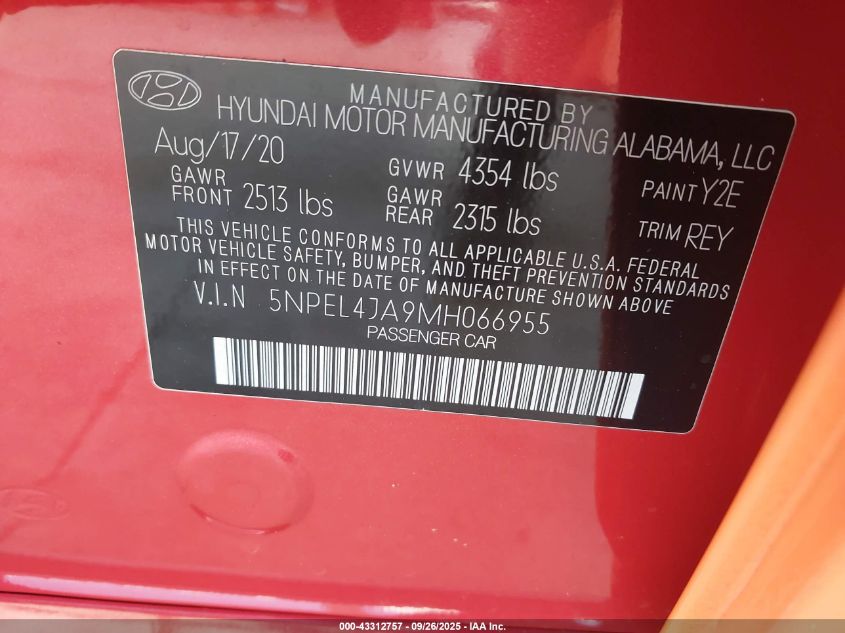 MANUFACTURED BY
HYUNDAI MOTOR MANUFACTURING ALABAMA, LLC
Aug/17/20
GVWR 4354 lbs
PAINT Y2E
GAWR FRONT 2513 lbs
GAWR REAR 2315 lbs
TRIM REY
THIS VEHICLE CONFORMS TO ALL APPLICABLE U.S.A. FEDERAL
MOTOR VEHICLE SAFETY, BUMPER, AND THEFT PREVENTION STANDARDS
IN EFFECT ON THE DATE OF MANUFACTURE SHOWN ABOVE
V.I.N 5NPEL4JA9MH066955
PASSENGER CAR
000-43312757 - 09/26/2025 - IAA Inc.